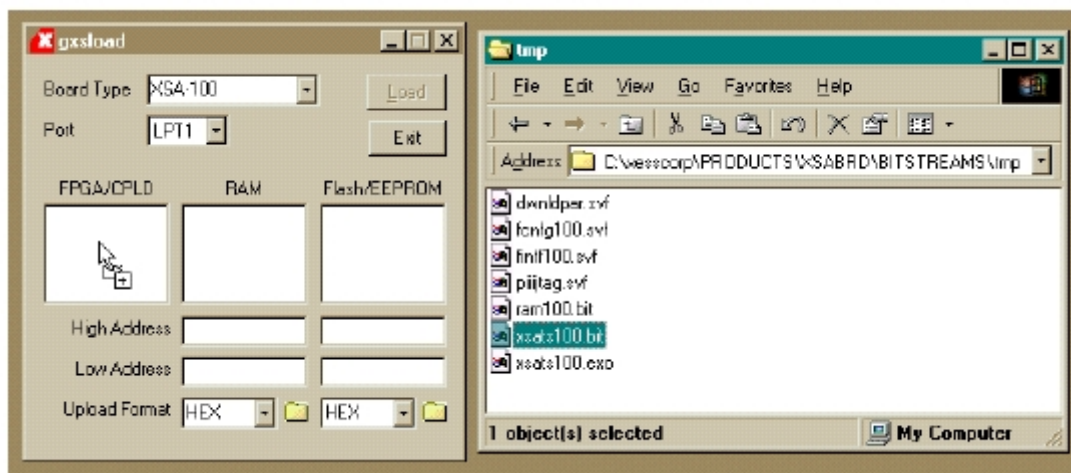 gxsload
Board Type XSA-100 Load
Port LPT1 Exit
FPGA/CPLD RAM Flash/EEPROM
High Address
Low Address
Upload Format HEX HEX
tmp
File Edit View Go Favorites Help
Address C:\xesscorp\PRODUCTS\XSABRD\BITSTREAMS\tmp
dwnldpar.svf
fcnfg100.svf
fintf100.svf
piijtag.svf
ram100.bit
xsats100.bit
xsats100.exo
1 object(s) selected My Computer